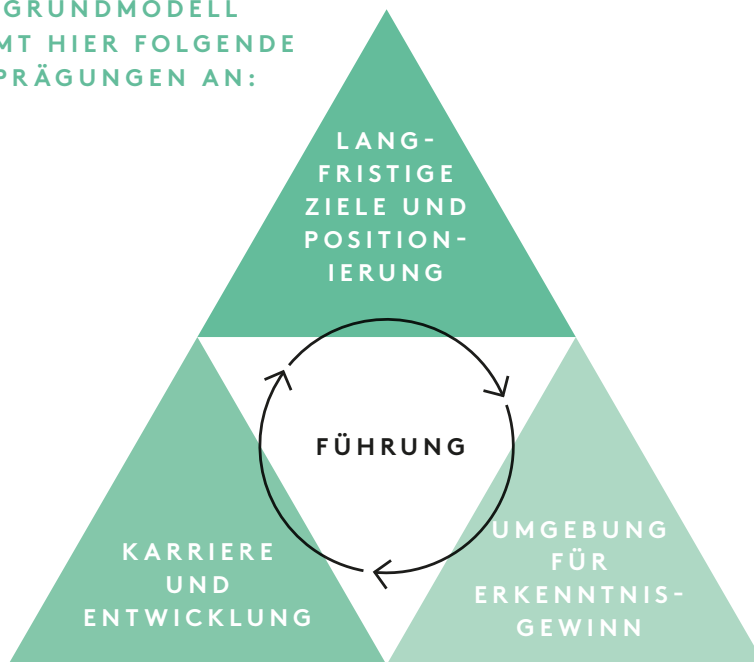 GRUNDMODELL
MT HIER FOLGENDE
PRÄGUNGEN AN:
LANG-
FRISTIGE
ZIELE UND
POSITION-
IERUNG
FÜHRUNG
KARRIERE
UND
ENTWICKLUNG
UMGEBUNG
FÜR
ERKENNTNIS-
GEWINN